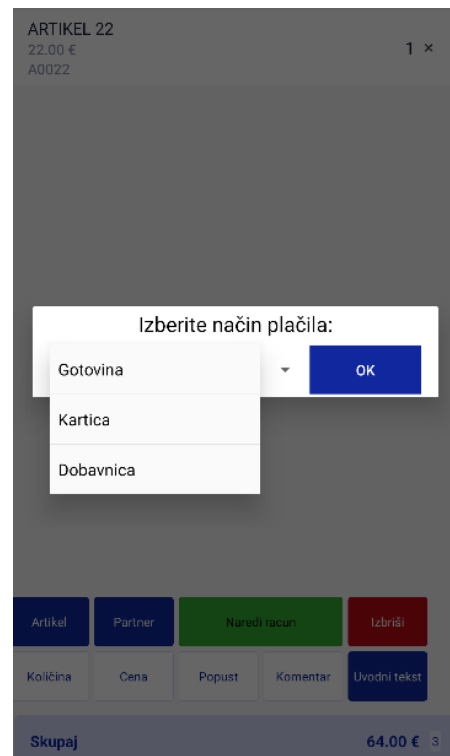 ARTIKEL 22
22.00 €
1 ×
A0022
Izberite način plačila:
Gotovina
OK
Kartica
Dobavnica
Artikel Partner Naredi racun Izbriši
Količina Cena Popust Komentar Uvodni tekst
Skupaj 64.00 € 3